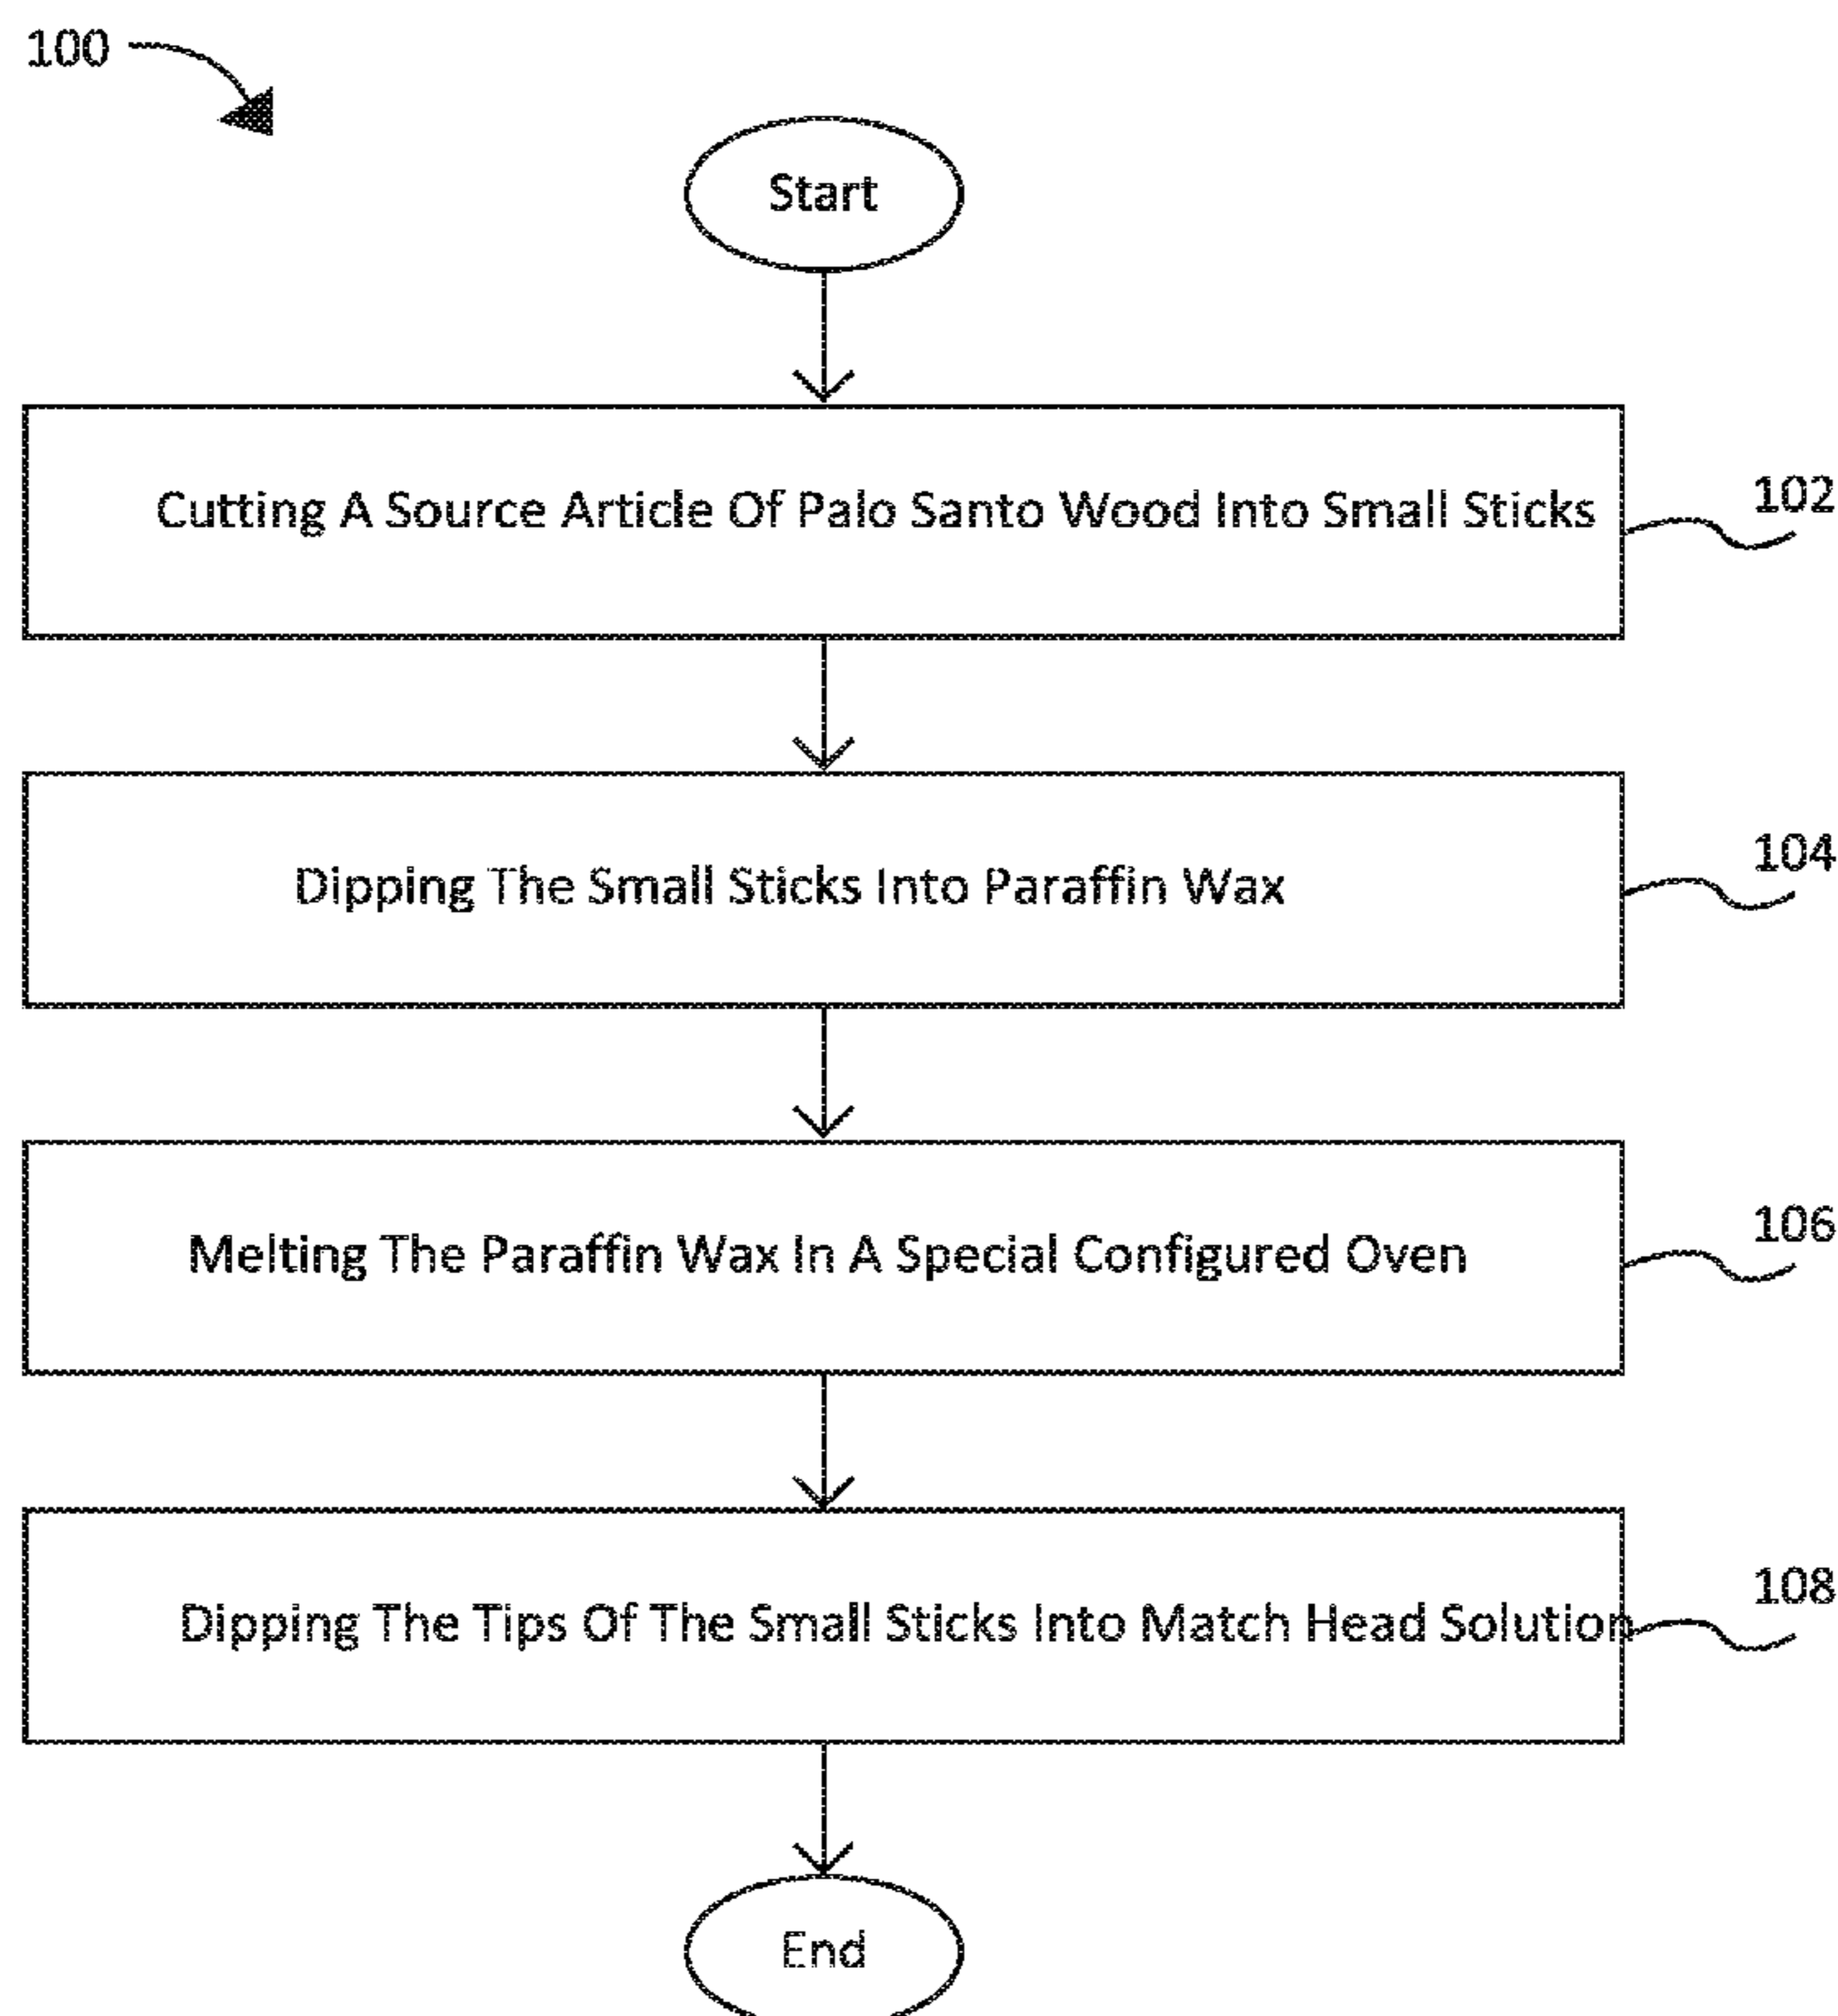 100
Start
Cutting A Source Article Of Palo Santo Wood Into Small Sticks
102
Dipping The Small Sticks Into Paraffin Wax
104
Melting The Paraffin Wax In A Special Configured Oven
106
Dipping The Tips Of The Small Sticks Into Match Head Solution
108
End